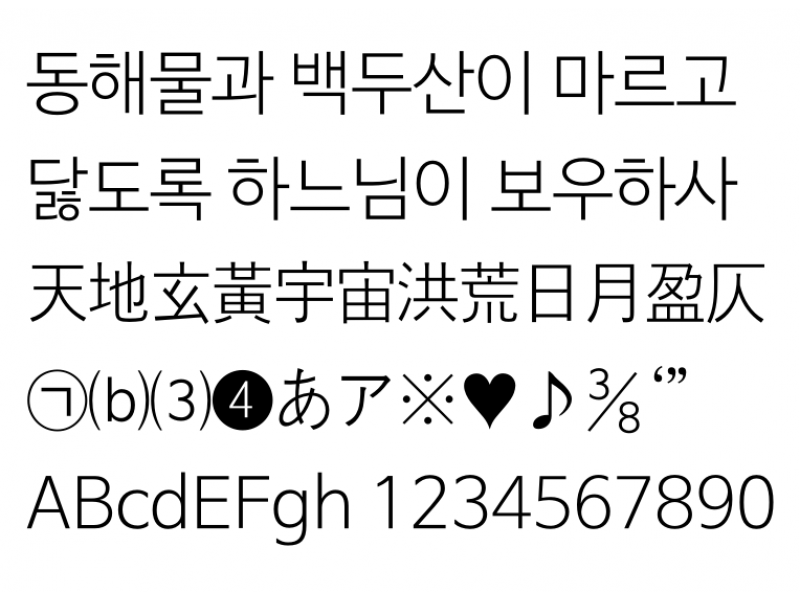 동해물과 백두산이 마르고
닳도록 하느님이 보우하사
天地玄黃宇宙洪荒日月盈仄
㉠⒝⑶❹あア※♥♪⅜‘”
ABcdEFgh 1234567890